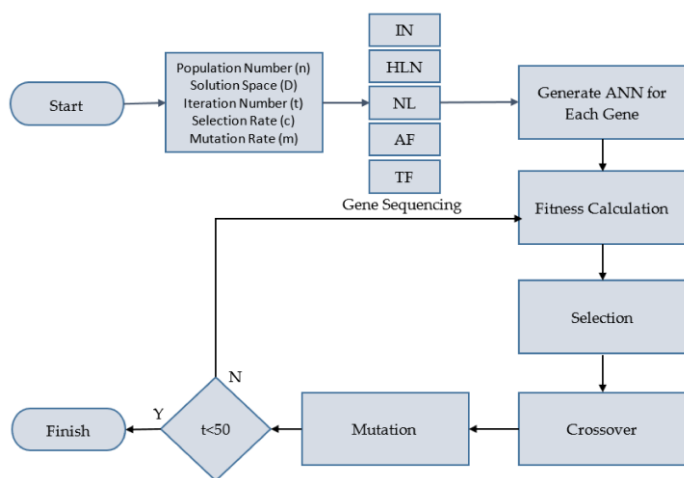 Start
Population Number (n)
Solution Space (D)
Iteration Number (t)
Selection Rate (c)
Mutation Rate (m)
IN
HLN
NL
AF
TF
Gene Sequencing
Generate ANN for
Each Gene
Fitness Calculation
Selection
Crossover
Mutation
t<50
N
Y
Finish